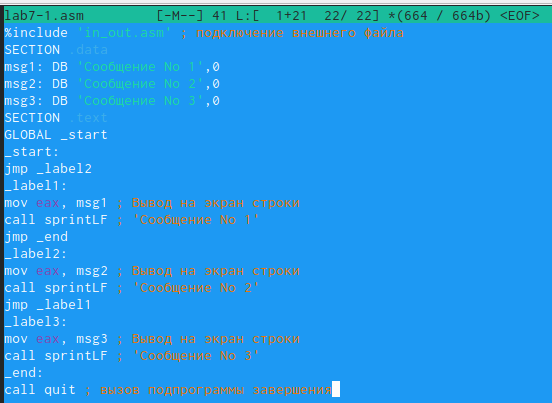 lab7-1.asm [-M--] 41 L:[ 1+21 22/ 22] *(664 / 664b) <EOF>
%include 'in_out.asm' ; подключение внешнего файла
SECTION .data
msg1: DB 'Сообщение No 1',0
msg2: DB 'Сообщение No 2',0
msg3: DB 'Сообщение No 3',0
SECTION .text
GLOBAL _start
_start:
jmp _label2
_label1:
mov eax, msg1 ; Вывод на экран строки
call sprintLF ; 'Сообщение No 1'
jmp _end
_label2:
mov eax, msg2 ; Вывод на экран строки
call sprintLF ; 'Сообщение No 2'
jmp _label1
_label3:
mov eax, msg3 ; Вывод на экран строки
call sprintLF ; 'Сообщение No 3'
_end:
call quit ; вызов подпрограммы завершения